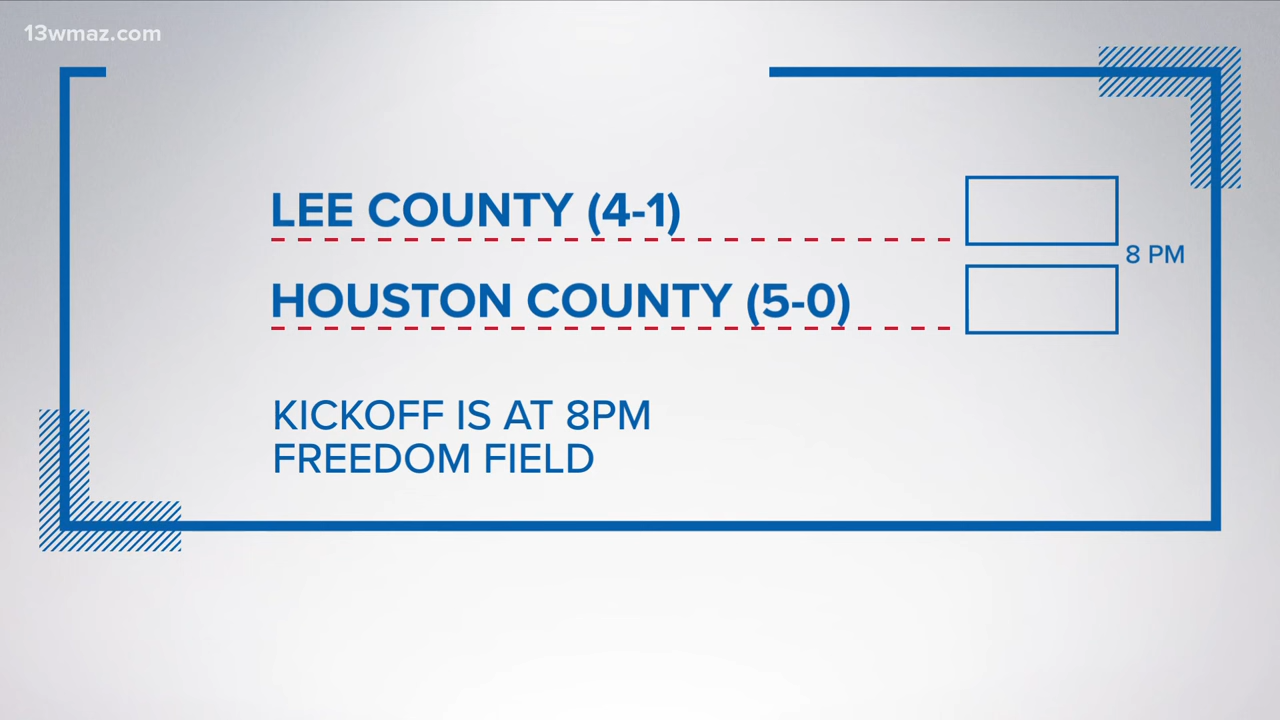 13wmaz.com
LEE COUNTY (4-1)
8 PM
HOUSTON COUNTY (5-0)
KICKOFF IS AT 8PM
FREEDOM FIELD